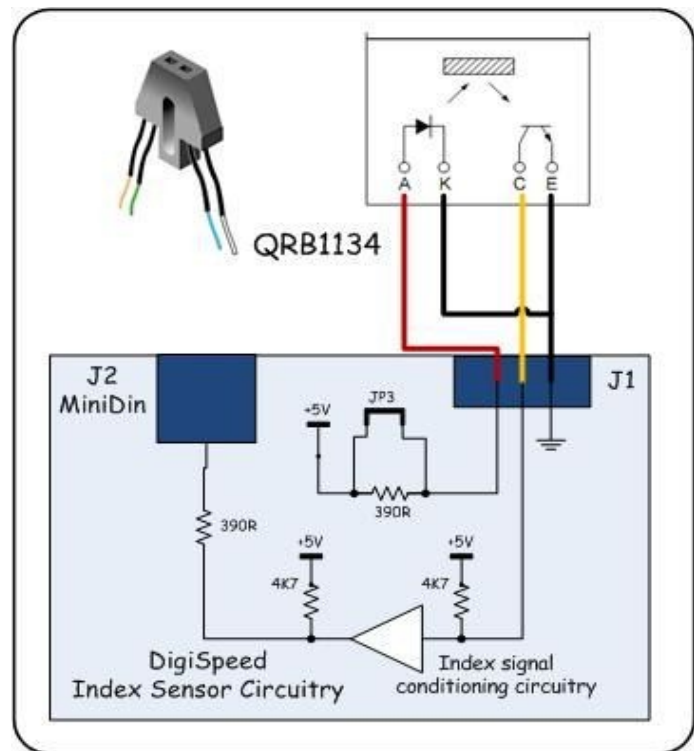 A
K
C
E
QRB1134
J2
MiniDin
J1
+5V
JP3
390R
390R
+5V
+5V
4K7
4K7
DigiSpeed
Index Sensor Circuitry
Index signal
conditioning circuitry